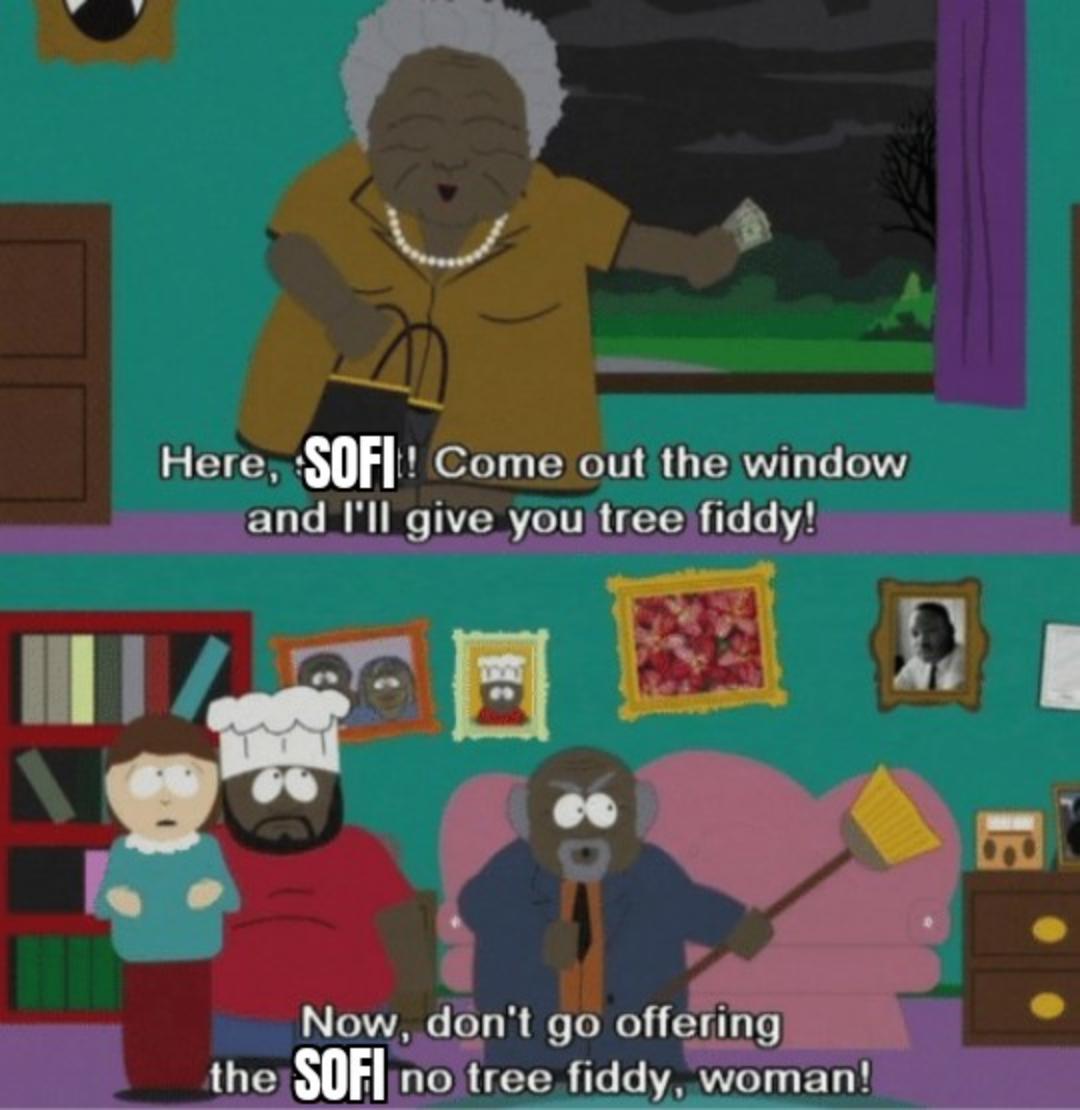 Here, SOFI! Come out the window
and I'll give you tree fiddy!
Now, don't go offering
the SOFI no tree fiddy, woman!